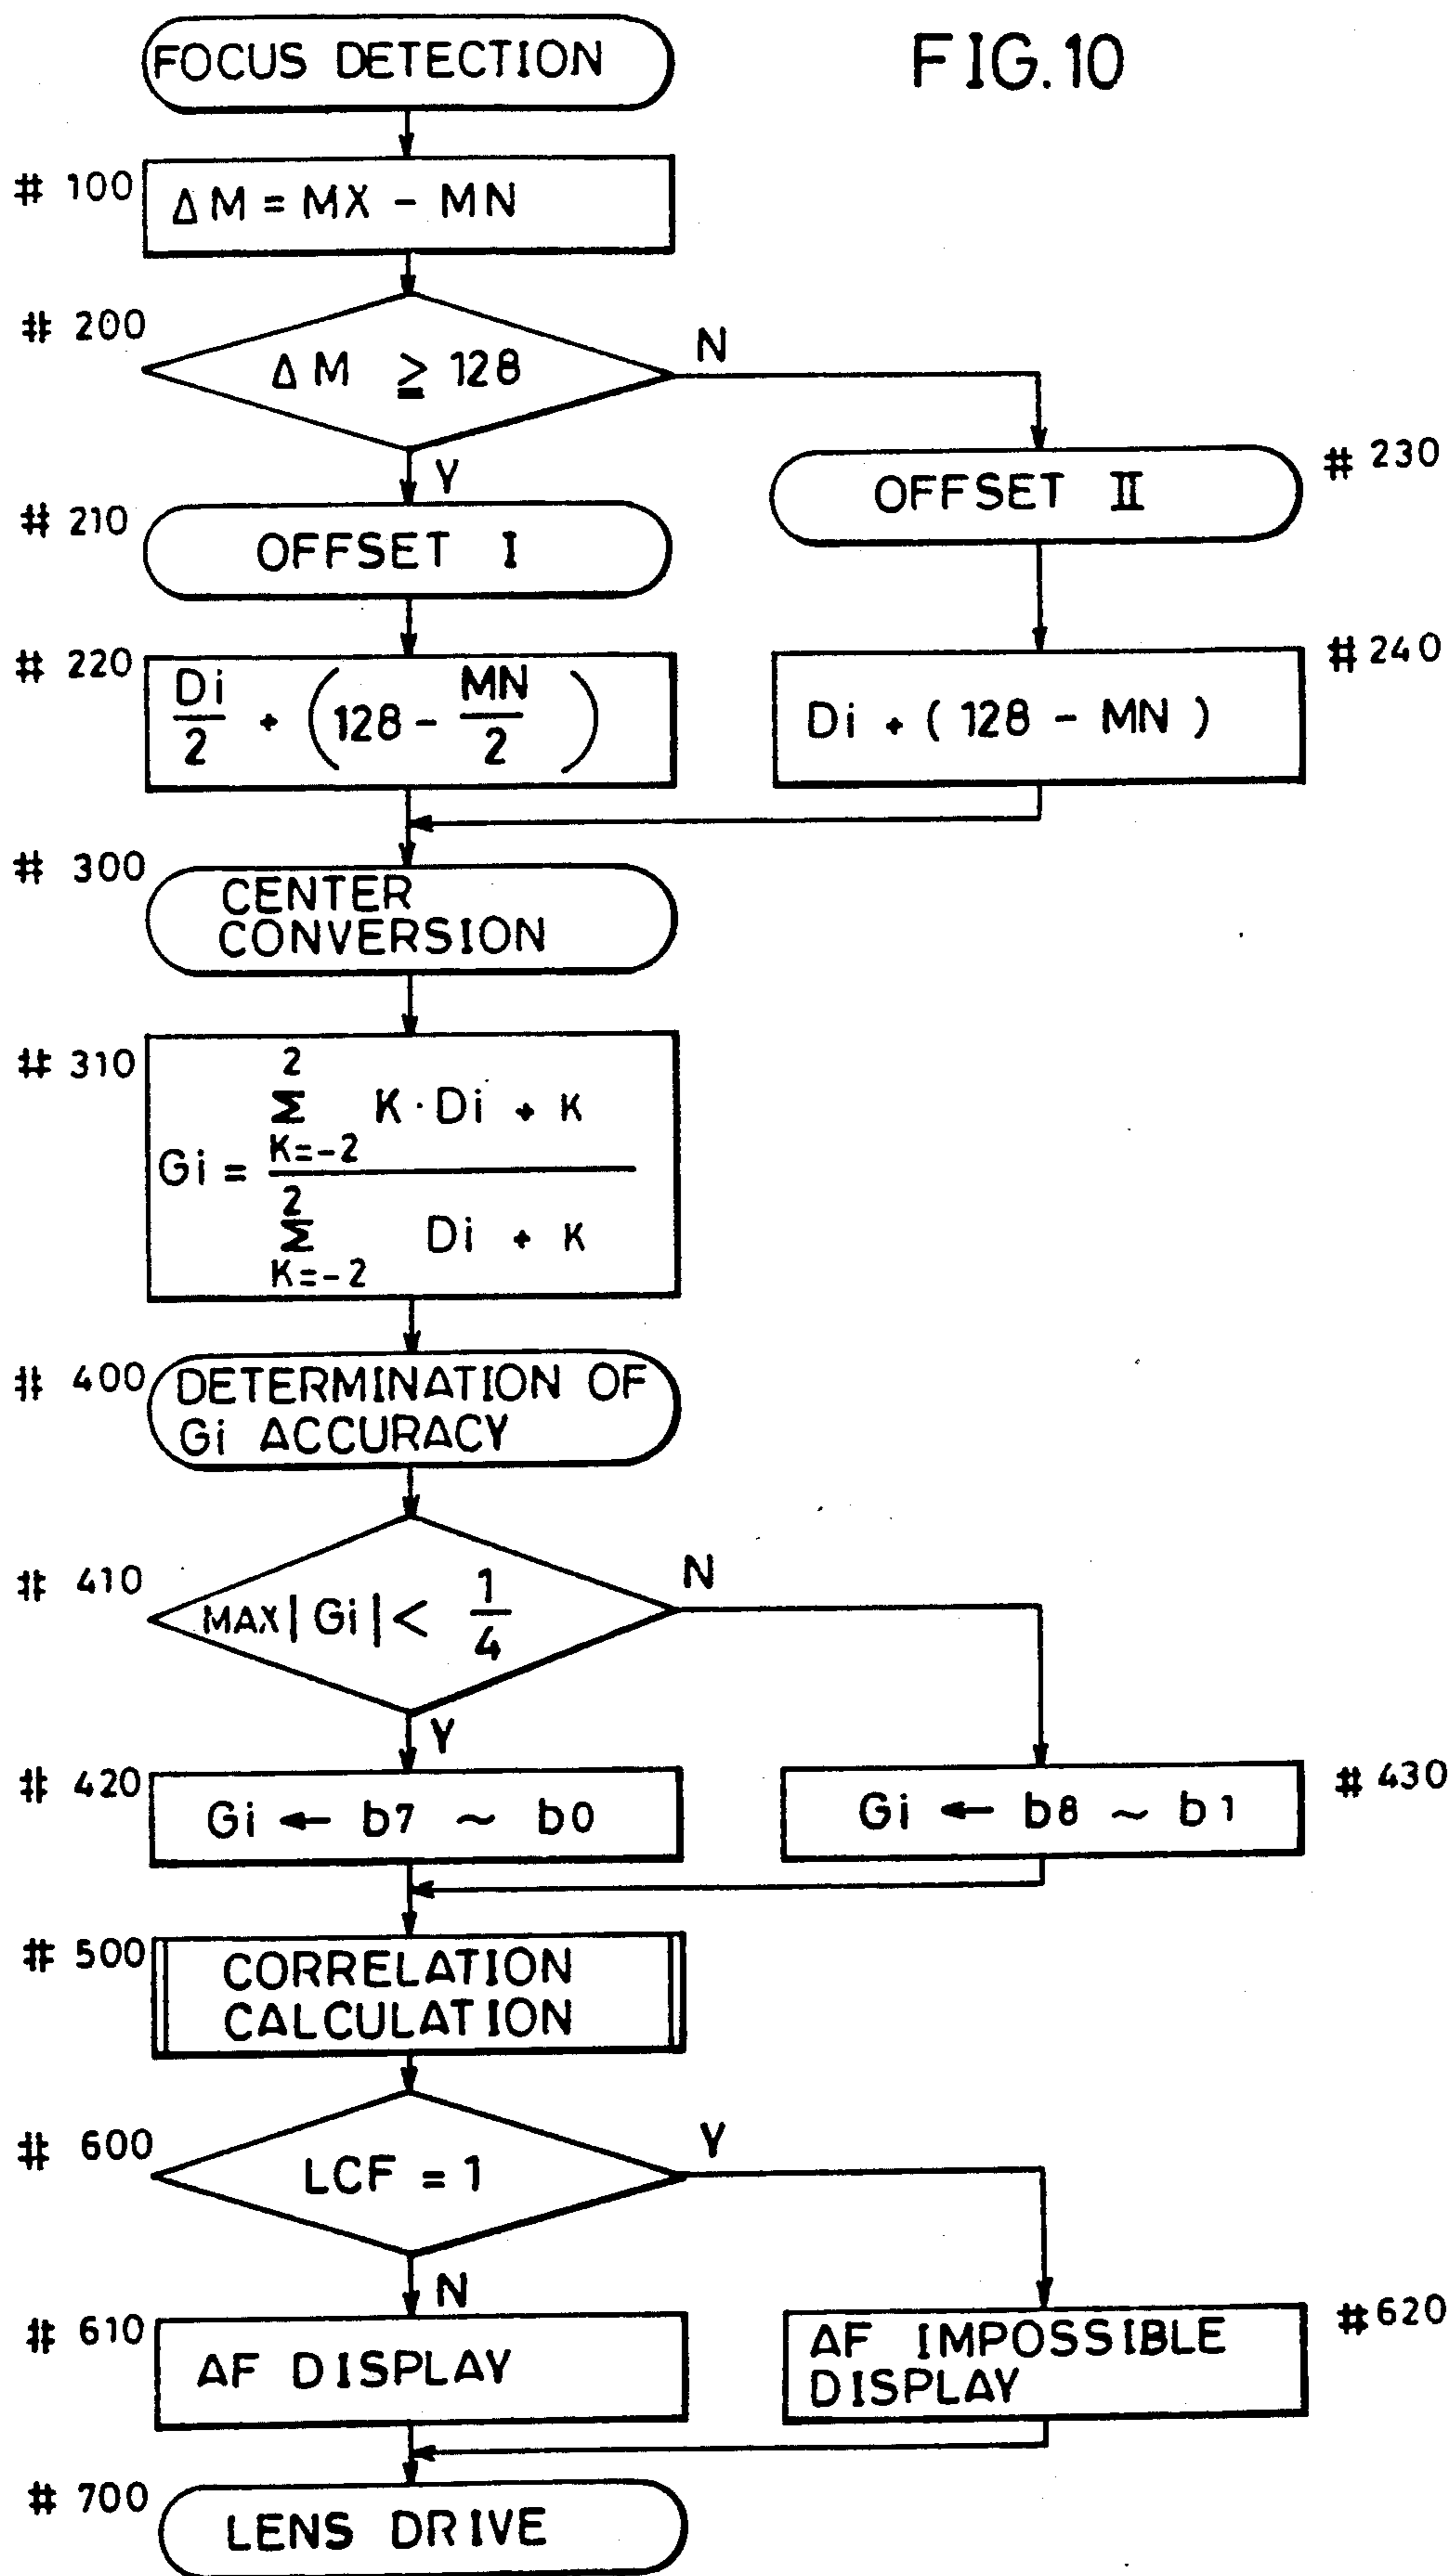 FIG.10
FOCUS DETECTION
# 100
ΔM = MX - MN
# 200
ΔM ≧ 128
N
Y
# 210
OFFSET I
OFFSET II
# 230
# 220
Di/2 + (128 - MN/2)
Di + (128 - MN)
# 240
# 300
CENTER
CONVERSION
# 310
2
Σ K·Di + K
K=-2
Gi =
2
Σ Di + K
K=-2
# 400
DETERMINATION OF
Gi ACCURACY
# 410
MAX|Gi| < 1/4
N
Y
# 420
Gi ← b7 ~ b0
Gi ← b8 ~ b1
# 430
# 500
CORRELATION
CALCULATION
# 600
LCF = 1
Y
N
# 610
AF DISPLAY
AF IMPOSSIBLE
DISPLAY
# 620
# 700
LENS DRIVE